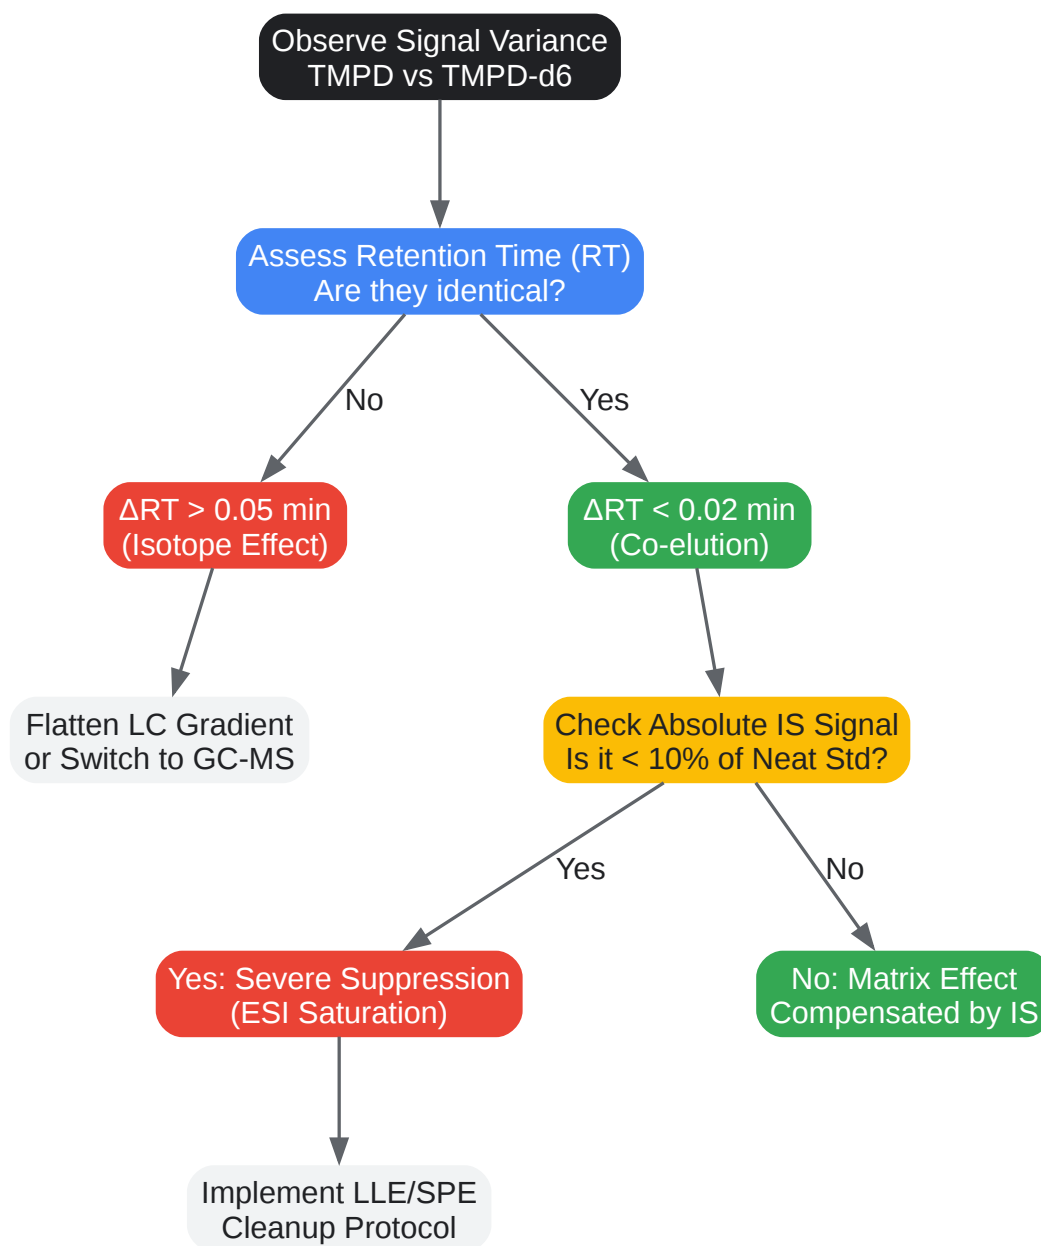 Observe Signal Variance
TMPD vs TMPD-d6
Assess Retention Time (RT)
Are they identical?
No
Yes
ΔRT > 0.05 min
(Isotope Effect)
ΔRT < 0.02 min
(Co-elution)
Flatten LC Gradient
or Switch to GC-MS
Check Absolute IS Signal
Is it < 10% of Neat Std?
Yes
No
Yes: Severe Suppression
(ESI Saturation)
No: Matrix Effect
Compensated by IS
Implement LLE/SPE
Cleanup Protocol